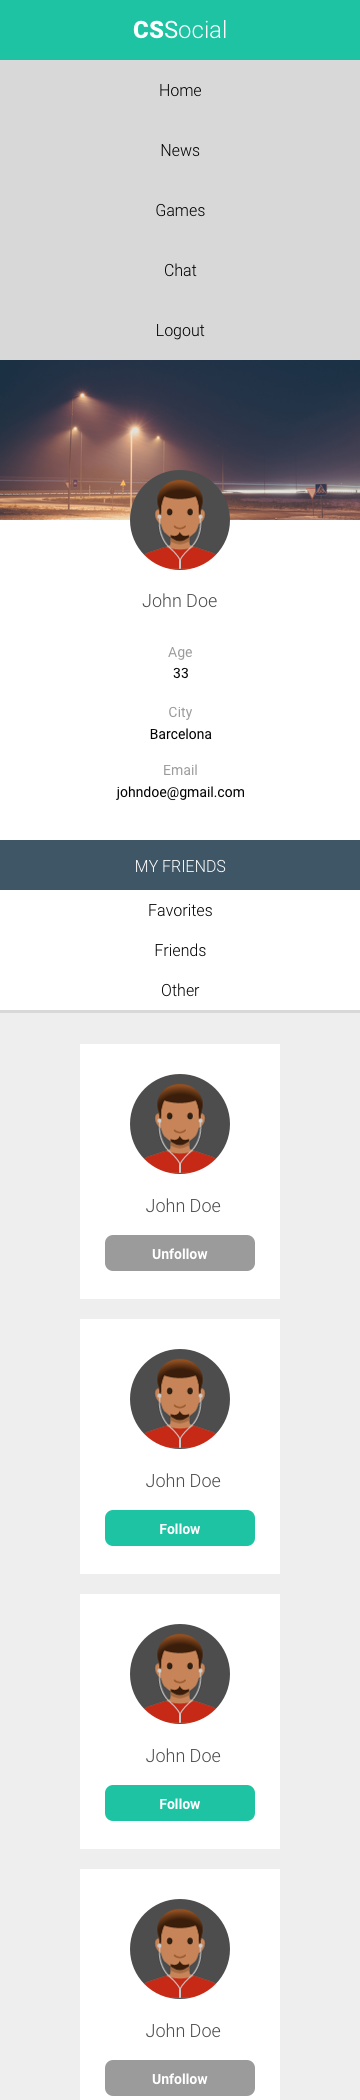 CSSocial
Home
News
Games
Chat
Logout
John Doe
Age
33
City
Barcelona
Email
johndoe@gmail.com
MY FRIENDS
Favorites
Friends
Other
John Doe
Unfollow
John Doe
Follow
John Doe
Follow
John Doe
Unfollow